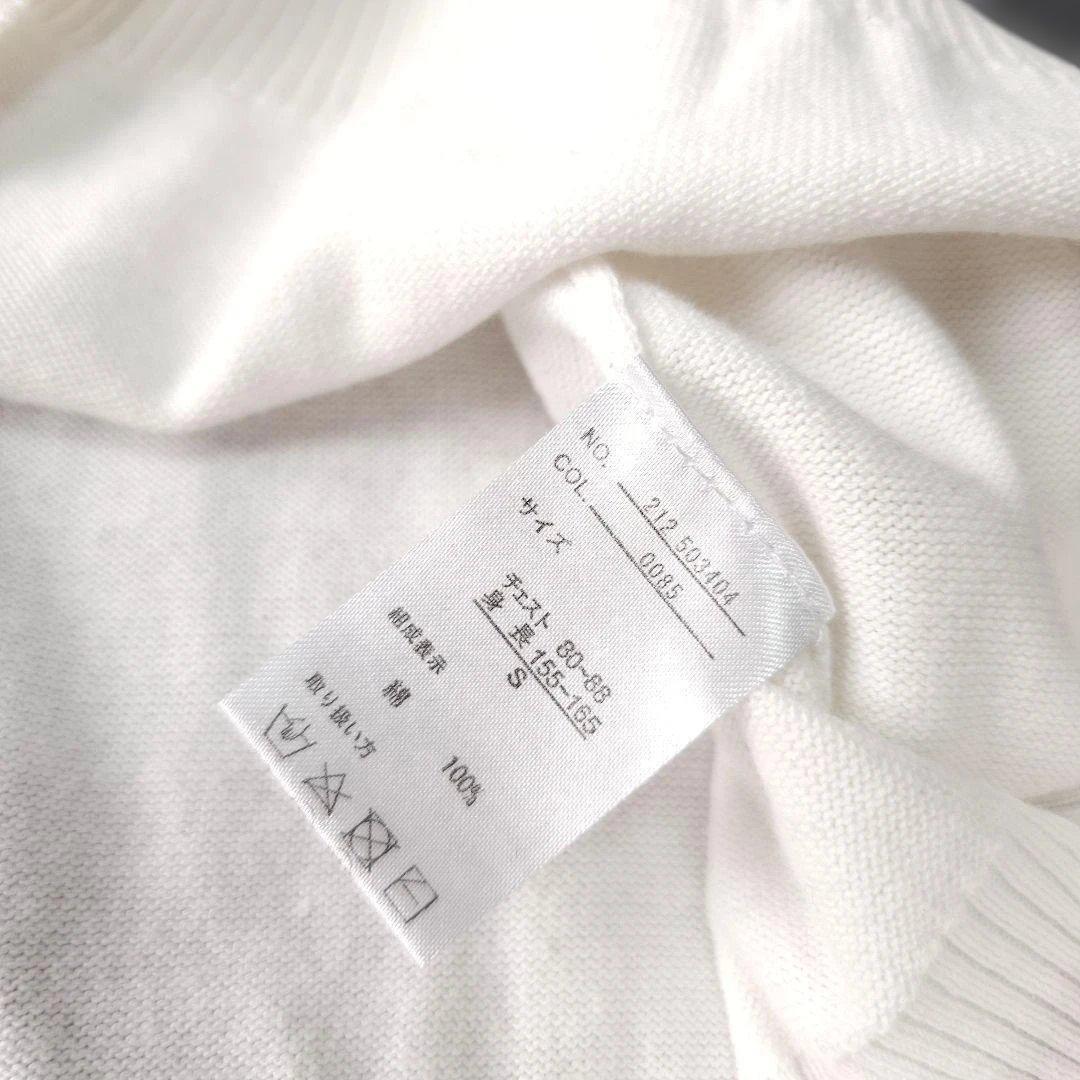 NO. 212 503404
COL. 0085
サイズ
チェスト 80~88
身長 155~165
S
組成表示
綿 100%
取り扱い方